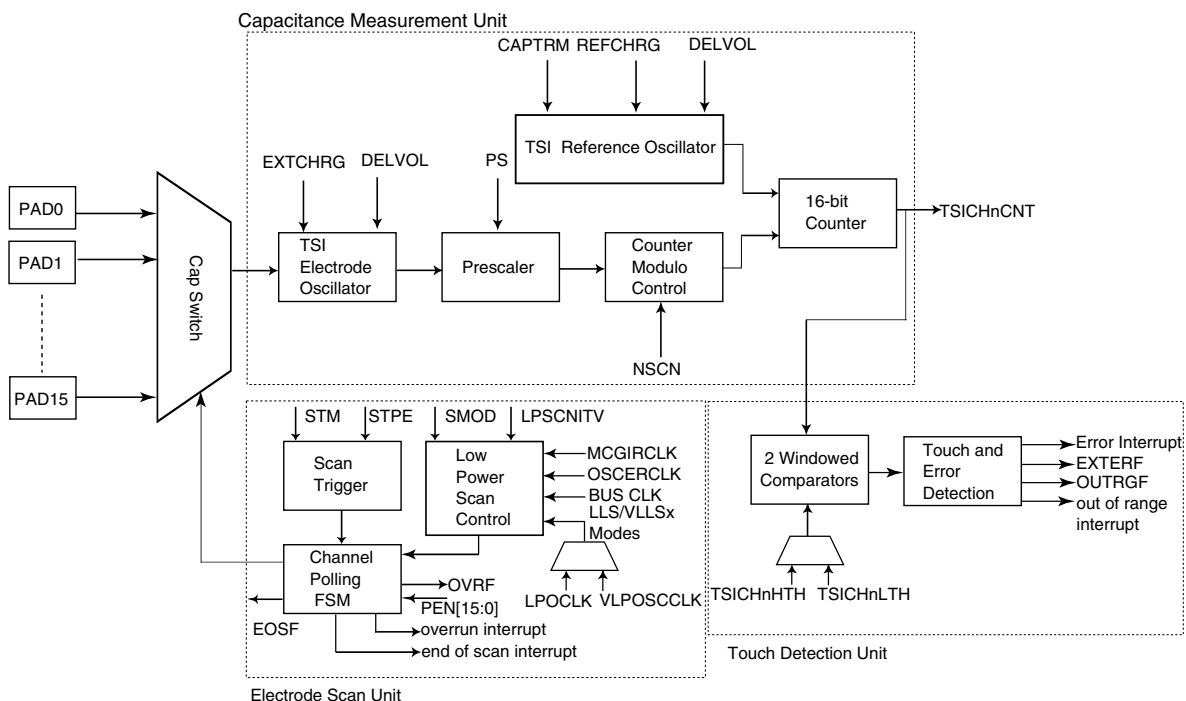 Capacitance Measurement Unit
CAPTRM REFCHRG DELVOL
TSI Reference Oscillator
EXTCHRG DELVOL PS
PAD0
PAD1
PAD15
Cap Switch
TSI
Electrode
Oscillator
Prescaler
Counter
Modulo
Control
16-bit
Counter
TSICHnCNT
NSCN
STM STPE SMOD LPSCNITV
Scan
Trigger
Low
Power
Scan
Control
MCGIRCLK
OSCERCLK
BUS CLK
LLS/VLLSx
Modes
Channel
Polling
FSM
OVRF
PEN[15:0]
LPOCLK VLPOSCCLK
EOSF
overrun interrupt
end of scan interrupt
Electrode Scan Unit
2 Windowed
Comparators
Touch and
Error
Detection
Error Interrupt
EXTERF
OUTRGF
out of range
interrupt
TSICHnHTH TSICHnLTH
Touch Detection Unit